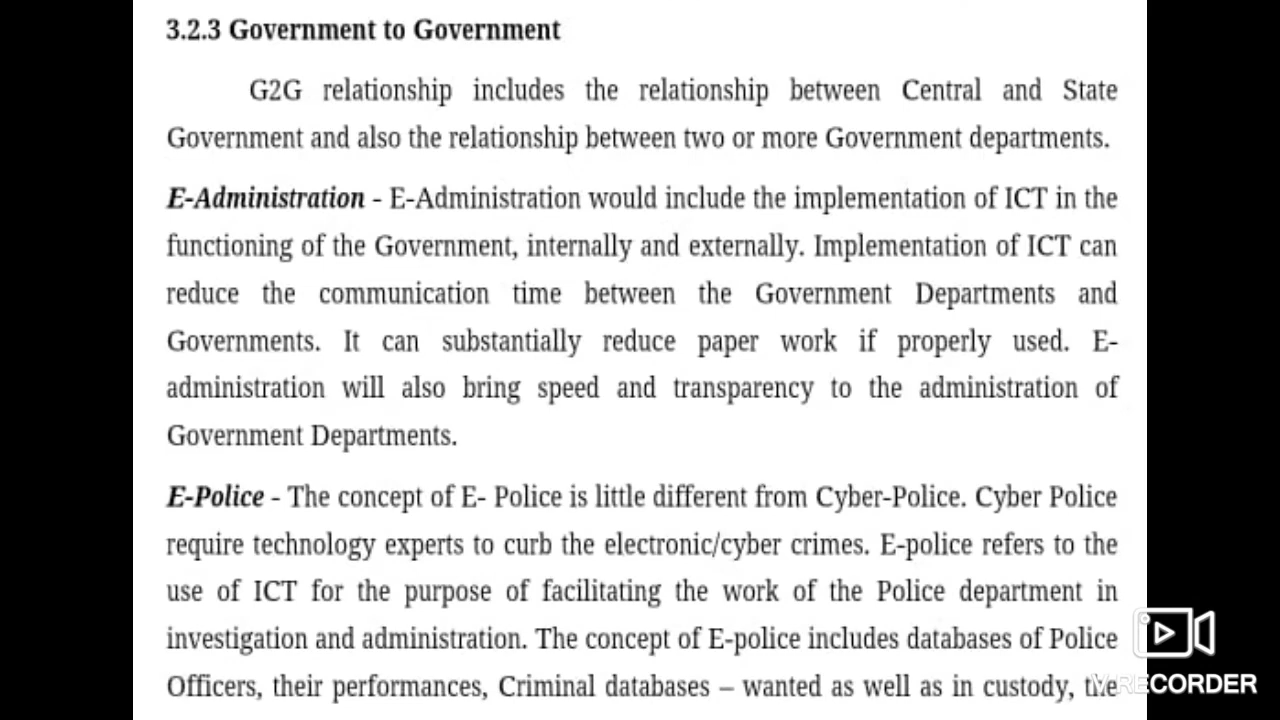 3.2.3 Government to Government
G2G relationship includes the relationship between Central and State
Government and also the relationship between two or more Government departments.
E-Administration - E-Administration would include the implementation of ICT in the
functioning of the Government, internally and externally. Implementation of ICT can
reduce the communication time between the Government Departments and
Governments. It can substantially reduce paper work if properly used. E-
administration will also bring speed and transparency to the administration of
Government Departments.
E-Police - The concept of E- Police is little different from Cyber-Police. Cyber Police
require technology experts to curb the electronic/cyber crimes. E-police refers to the
use of ICT for the purpose of facilitating the work of the Police department in
investigation and administration. The concept of E-police includes databases of Police
Officers, their performances, Criminal databases – wanted as well as in custody, the
V RECORDER